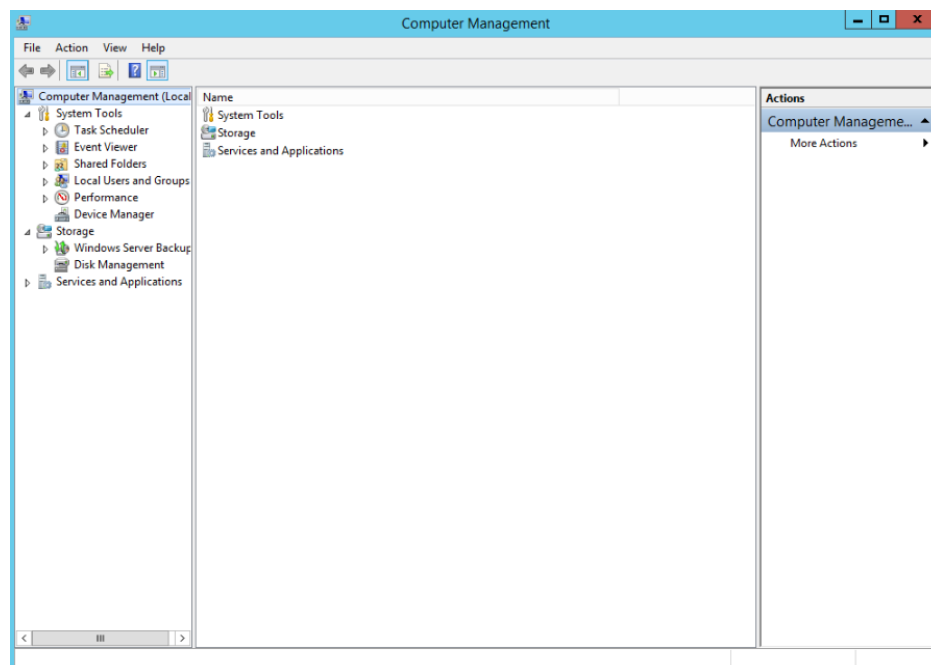 Computer Management
File Action View Help
Computer Management (Local
System Tools
Task Scheduler
Event Viewer
Shared Folders
Local Users and Groups
Performance
Device Manager
Storage
Windows Server Backup
Disk Management
Services and Applications
Name
System Tools
Storage
Services and Applications
Actions
Computer Manageme...
More Actions